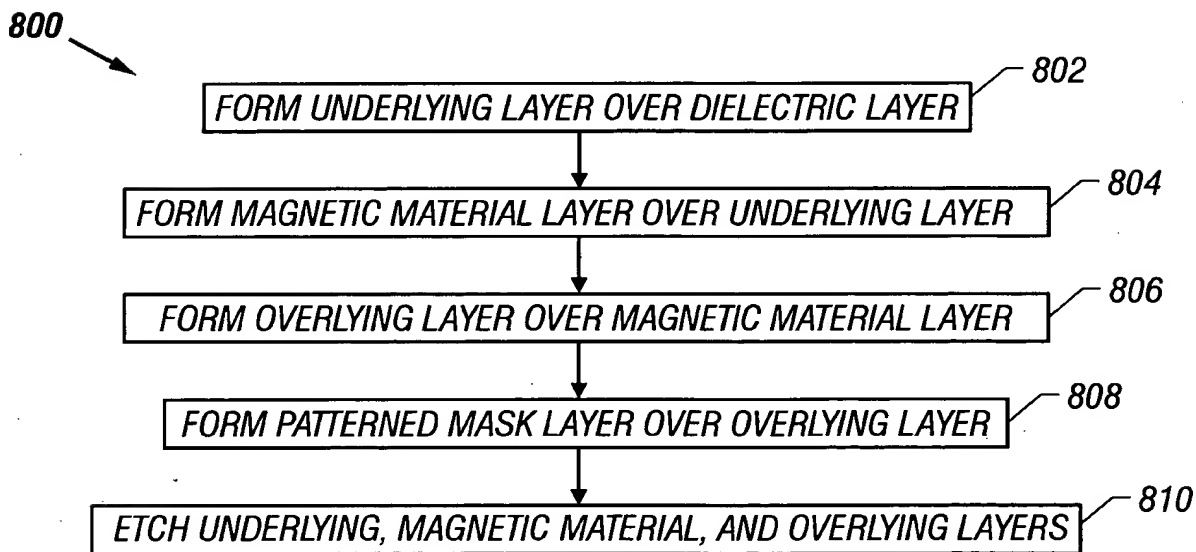 800
802
FORM UNDERLYING LAYER OVER DIELECTRIC LAYER
804
FORM MAGNETIC MATERIAL LAYER OVER UNDERLYING LAYER
806
FORM OVERLYING LAYER OVER MAGNETIC MATERIAL LAYER
808
FORM PATTERNED MASK LAYER OVER OVERLYING LAYER
810
ETCH UNDERLYING, MAGNETIC MATERIAL, AND OVERLYING LAYERS